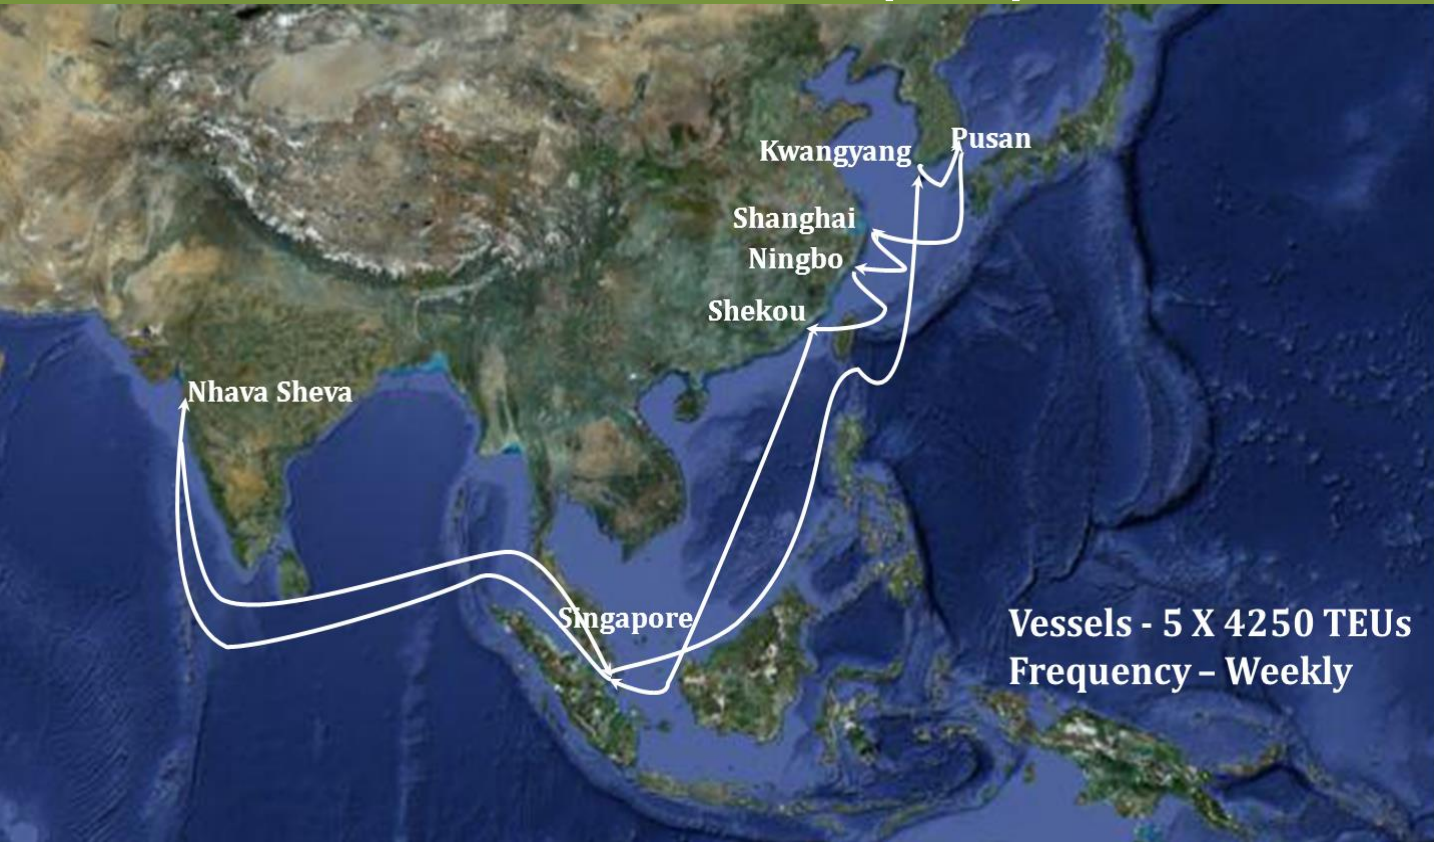 Pusan
Kwangyang
Shanghai
Ningbo
Shekou
Nhava Sheva
Singapore
Vessels - 5 X 4250 TEUs
Frequency – Weekly